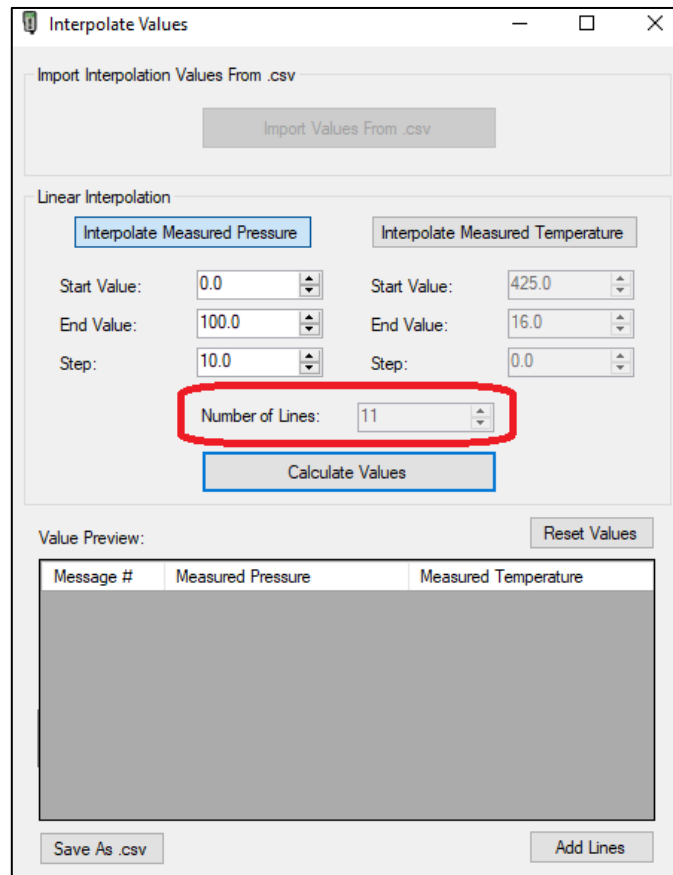 Interpolate Values
Import Interpolation Values From .csv
Import Values From .csv
Linear Interpolation
Interpolate Measured Pressure
Interpolate Measured Temperature
Start Value: 0.0 Start Value: 425.0
End Value: 100.0 End Value: 16.0
Step: 10.0 Step: 0.0
Number of Lines: 11
Calculate Values
Reset Values
Value Preview:
Message # Measured Pressure Measured Temperature
Save As .csv Add Lines